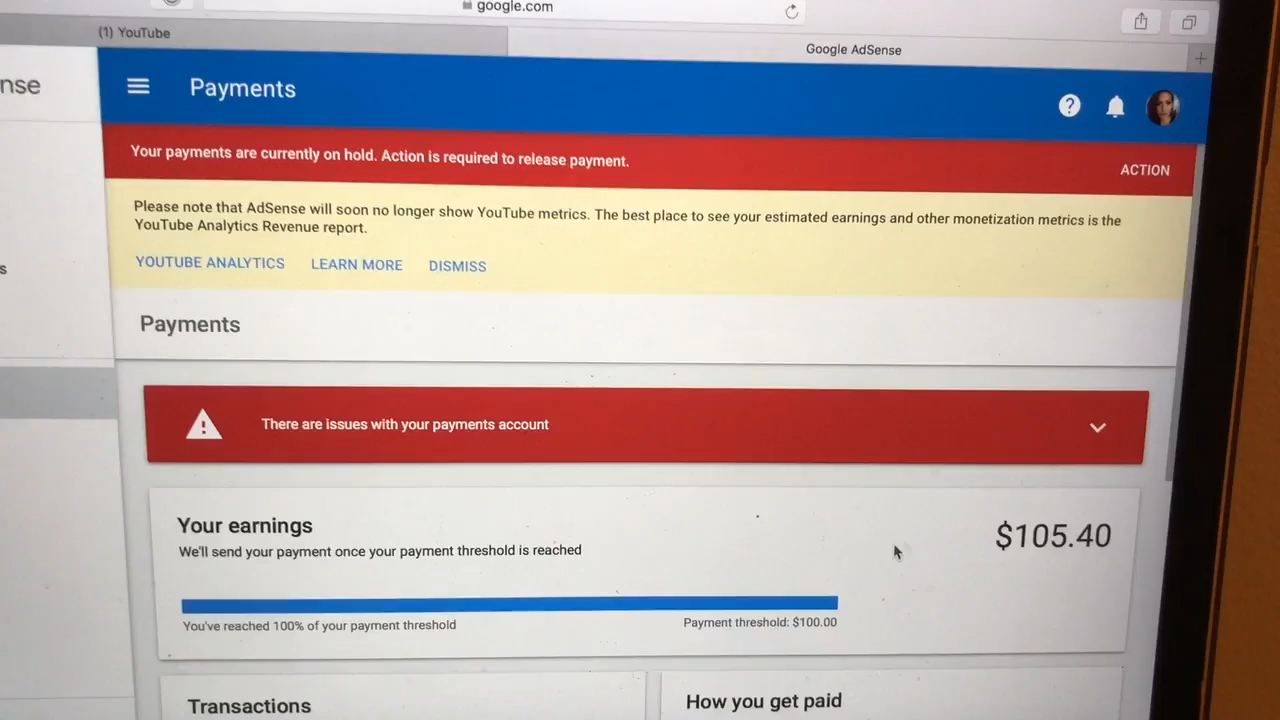 google.com
(1) YouTube
Google AdSense
nse
Payments
Your payments are currently on hold. Action is required to release payment.
ACTION
Please note that AdSense will soon no longer show YouTube metrics. The best place to see your estimated earnings and other monetization metrics is the
YouTube Analytics Revenue report.
YOUTUBE ANALYTICS LEARN MORE DISMISS
s
Payments
There are issues with your payments account
Your earnings
$105.40
We'll send your payment once your payment threshold is reached
You've reached 100% of your payment threshold
Payment threshold: $100.00
Transactions
How you get paid